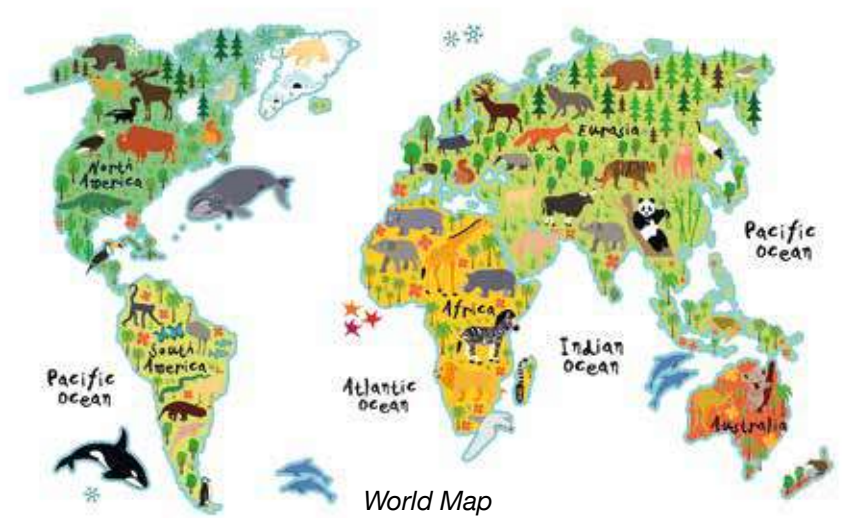 North
America
Eurasia
Pacific
Ocean
Africa
South
America
Indian
Ocean
Pacific
Ocean
Atlantic
Ocean
Australia
World Map